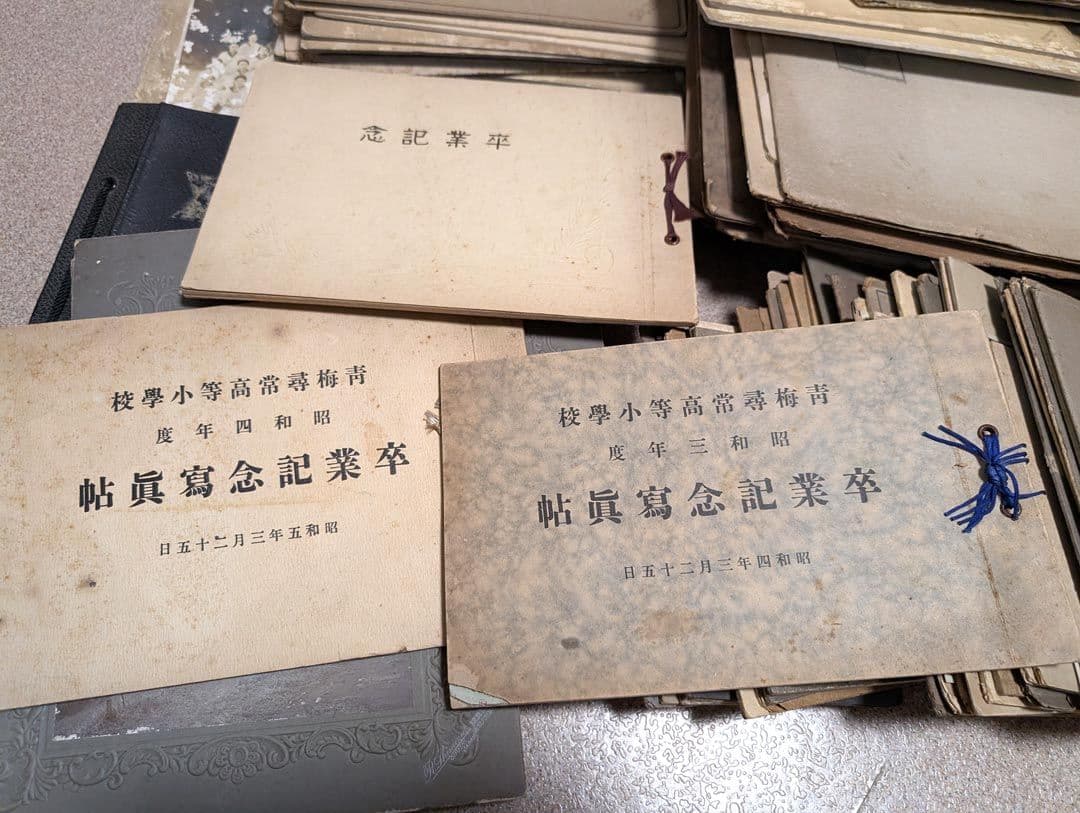 卒業記念
靑梅尋常高等小學校
昭和四年度
卒業記念寫眞帖
昭和五年三月二十五日
靑梅尋常高等小學校
昭和三年度
卒業記念寫眞帖
昭和四年三月二十五日